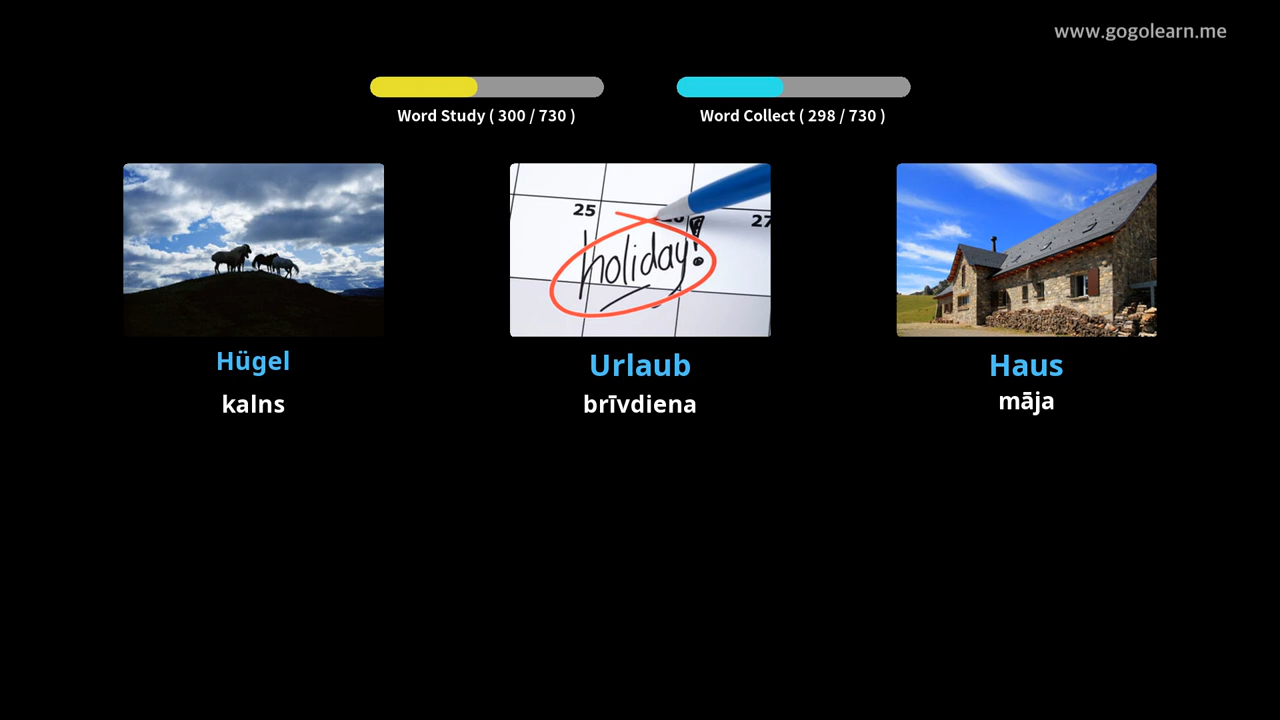 www.gogolearn.me
Word Study ( 300 / 730 )
Word Collect ( 298 / 730 )
25
27
holiday!
Hügel
Urlaub
Haus
kalns
brīvdiena
māja